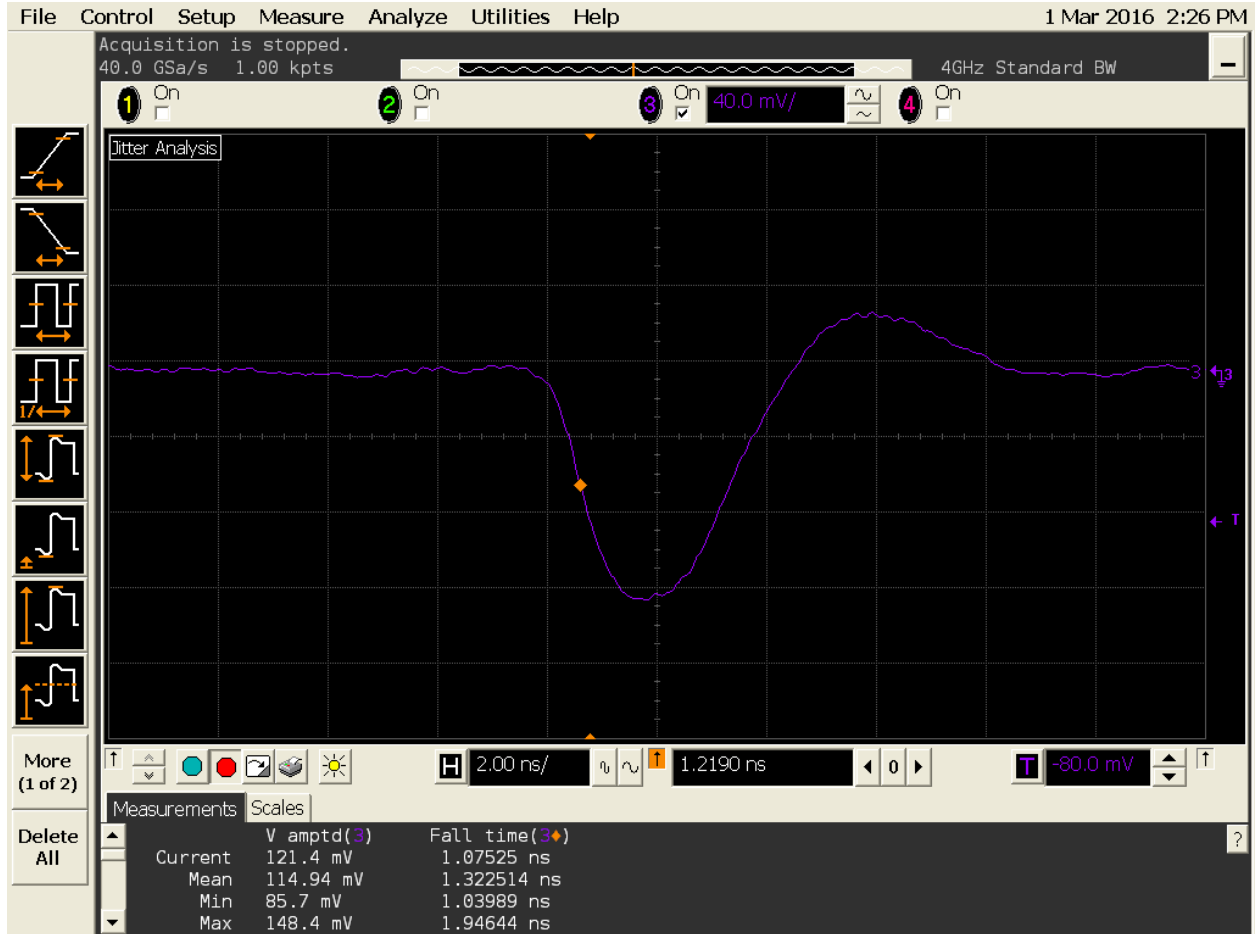 File Control Setup Measure Analyze Utilities Help 1 Mar 2016 2:26 PM
Acquisition is stopped.
40.0 GSa/s 1.00 kpts 4GHz Standard BW
1 On 2 On 3 On 40.0 mV/ 4 On
Jitter Analysis
1/
3 3
T
More
(1 of 2)
Delete
All
H 2.00 ns/ 1.2190 ns 0 T -80.0 mV
Measurements Scales
V amptd(3) Fall time(3◆) ?
Current 121.4 mV 1.07525 ns
Mean 114.94 mV 1.322514 ns
Min 85.7 mV 1.03989 ns
Max 148.4 mV 1.94644 ns